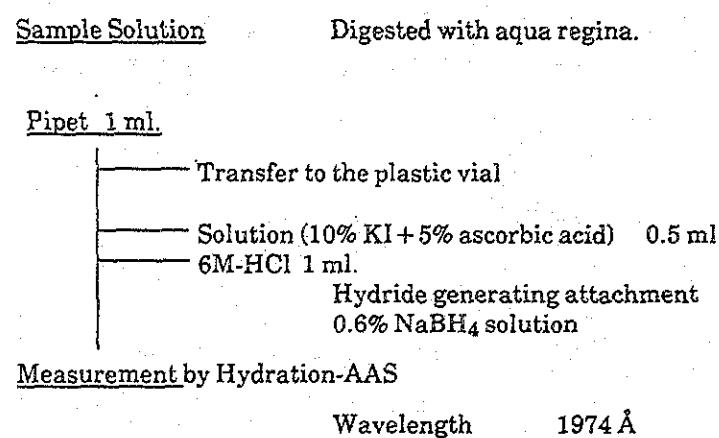 Sample Solution Digested with aqua regina.
Pipet 1 ml.
Transfer to the plastic vial
Solution (10% KI + 5% ascorbic acid) 0.5 ml
6M-HCl 1 ml.
Hydride generating attachment
0.6% NaBH4 solution
Measurement by Hydration-AAS
Wavelength 1974 Å